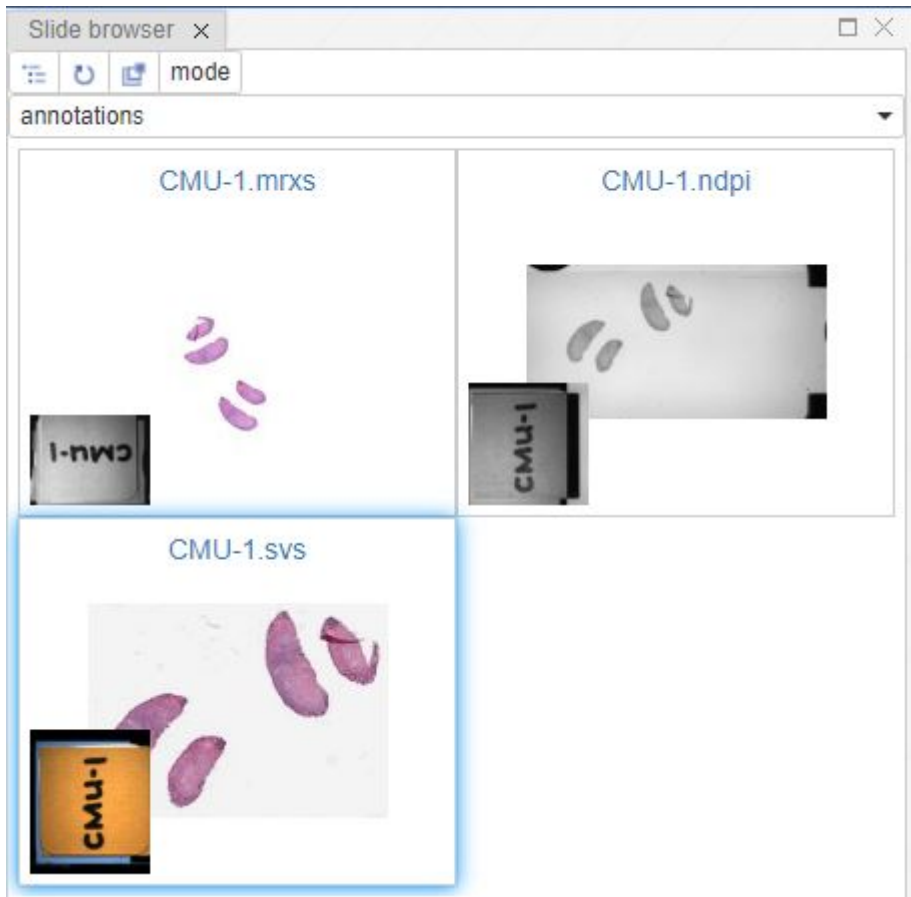 Slide browser
mode
annotations
CMU-1.mrxs
CMU-1.ndpi
CMU-1
CMU-1
CMU-1.svs
CMU-1